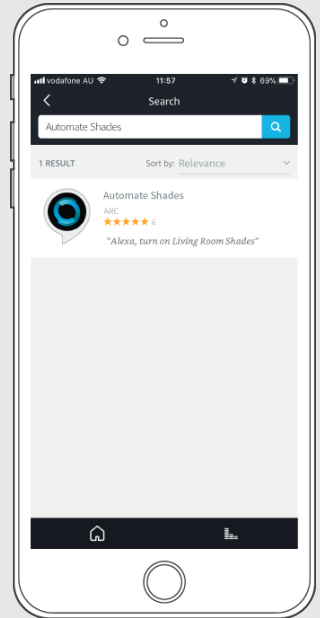 vodafone AU 11:57 69%
Search
Automate Shades
1 RESULT Sort by: Relevance
Automate Shades
ARC
6
"Alexa, turn on Living Room Shades"